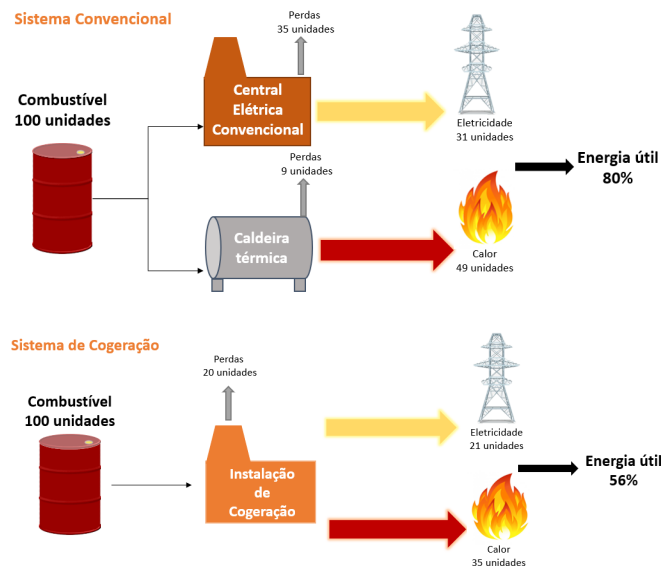 Sistema Convencional
Perdas
35 unidades
Combustível
100 unidades
Central
Elétrica
Convencional
Eletricidade
31 unidades
Perdas
9 unidades
Energia útil
80%
Caldeira
térmica
Calor
49 unidades
Sistema de Cogeração
Perdas
20 unidades
Combustível
100 unidades
Eletricidade
21 unidades
Instalação
de
Cogeração
Energia útil
56%
Calor
35 unidades